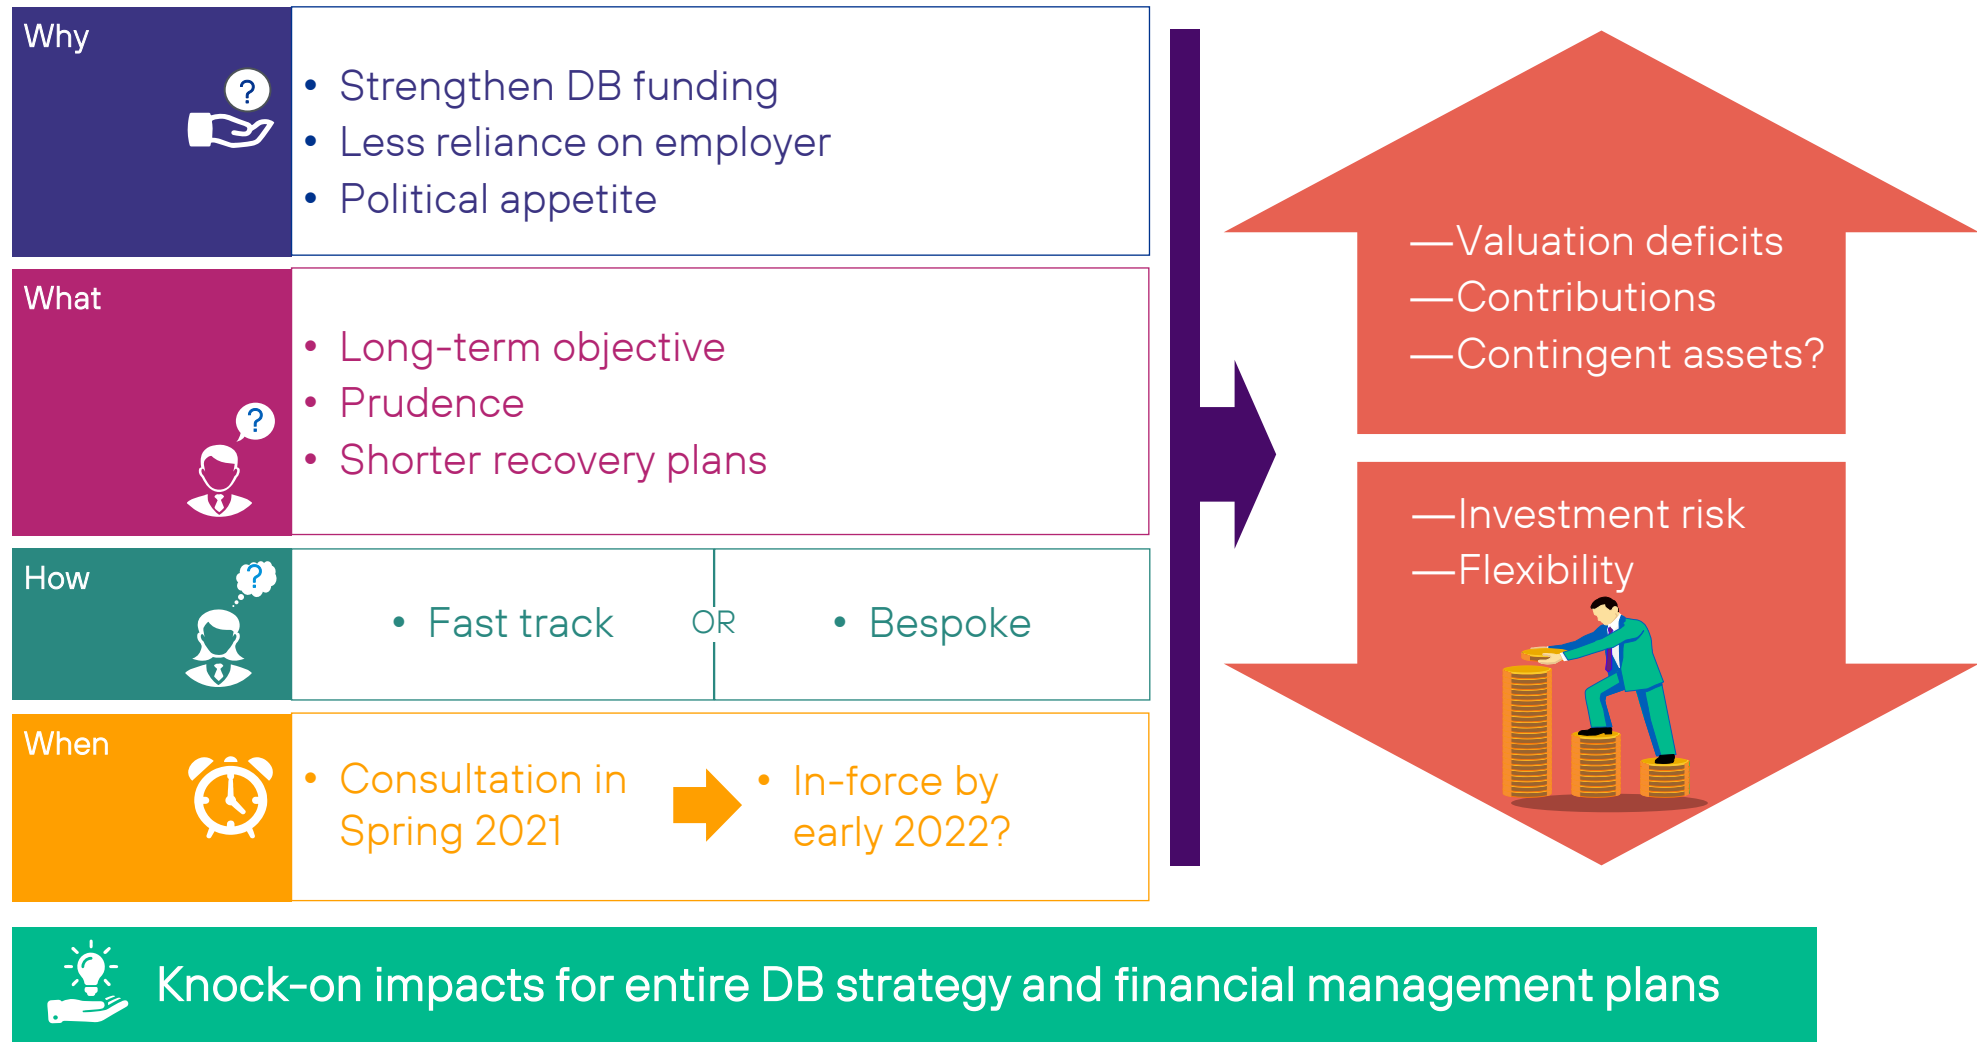 Why
?
• Strengthen DB funding
• Less reliance on employer
• Political appetite
What
?
• Long-term objective
• Prudence
• Shorter recovery plans
How
?
• Fast track
OR
• Bespoke
When
• Consultation in
Spring 2021
• In-force by
early 2022?
—Valuation deficits
—Contributions
—Contingent assets?
—Investment risk
—Flexibility
Knock-on impacts for entire DB strategy and financial management plans